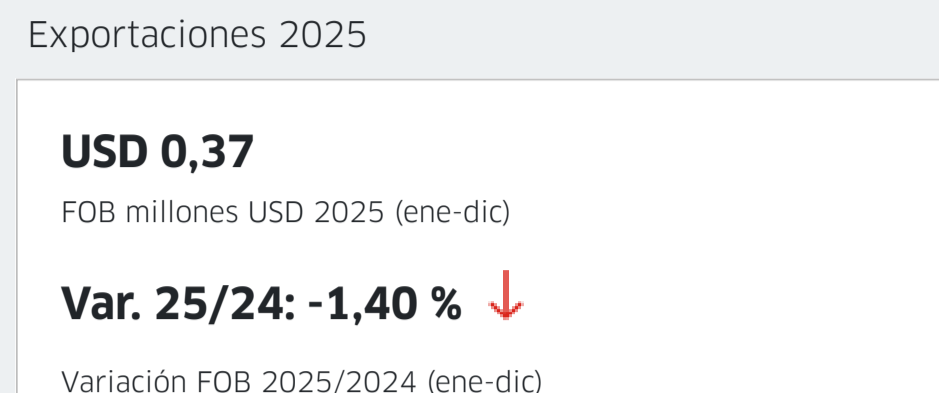 Exportaciones 2025
USD 0,37
FOB millones USD 2025 (ene-dic)
Var. 25/24: -1,40 %
Variación FOB 2025/2024 (ene-dic)